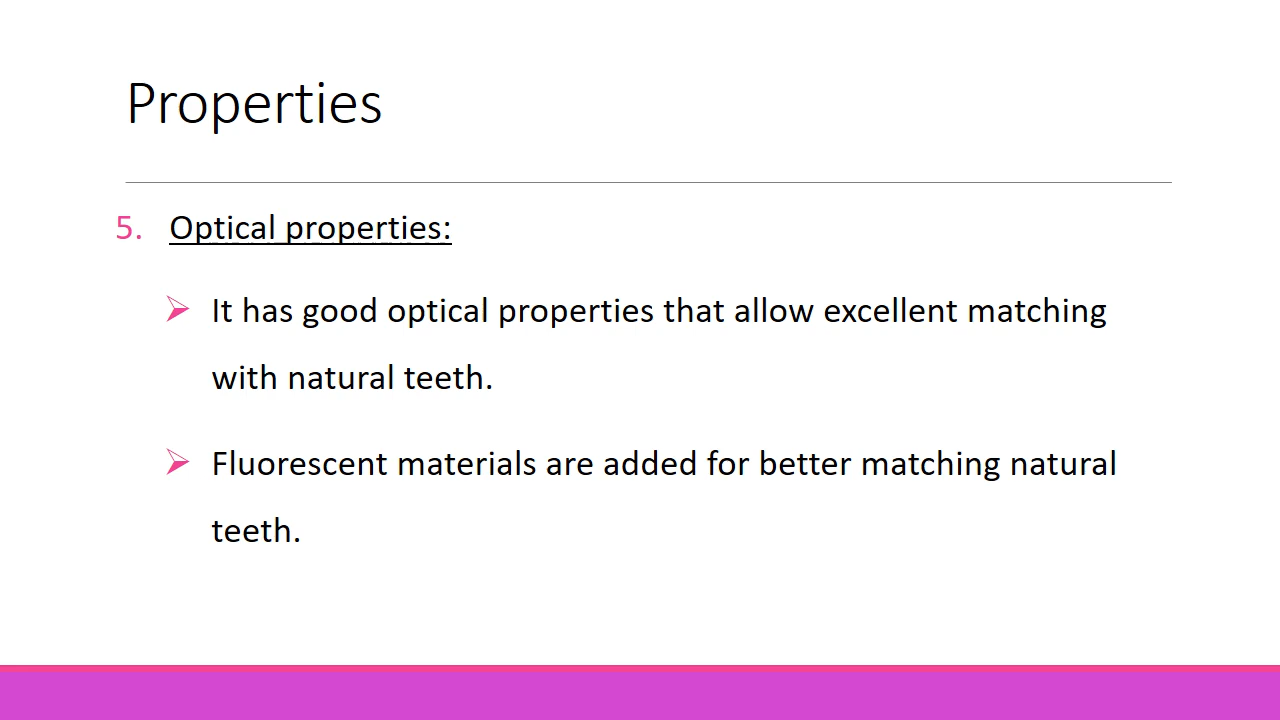 Properties
5. Optical properties:
It has good optical properties that allow excellent matching
with natural teeth.
Fluorescent materials are added for better matching natural
teeth.